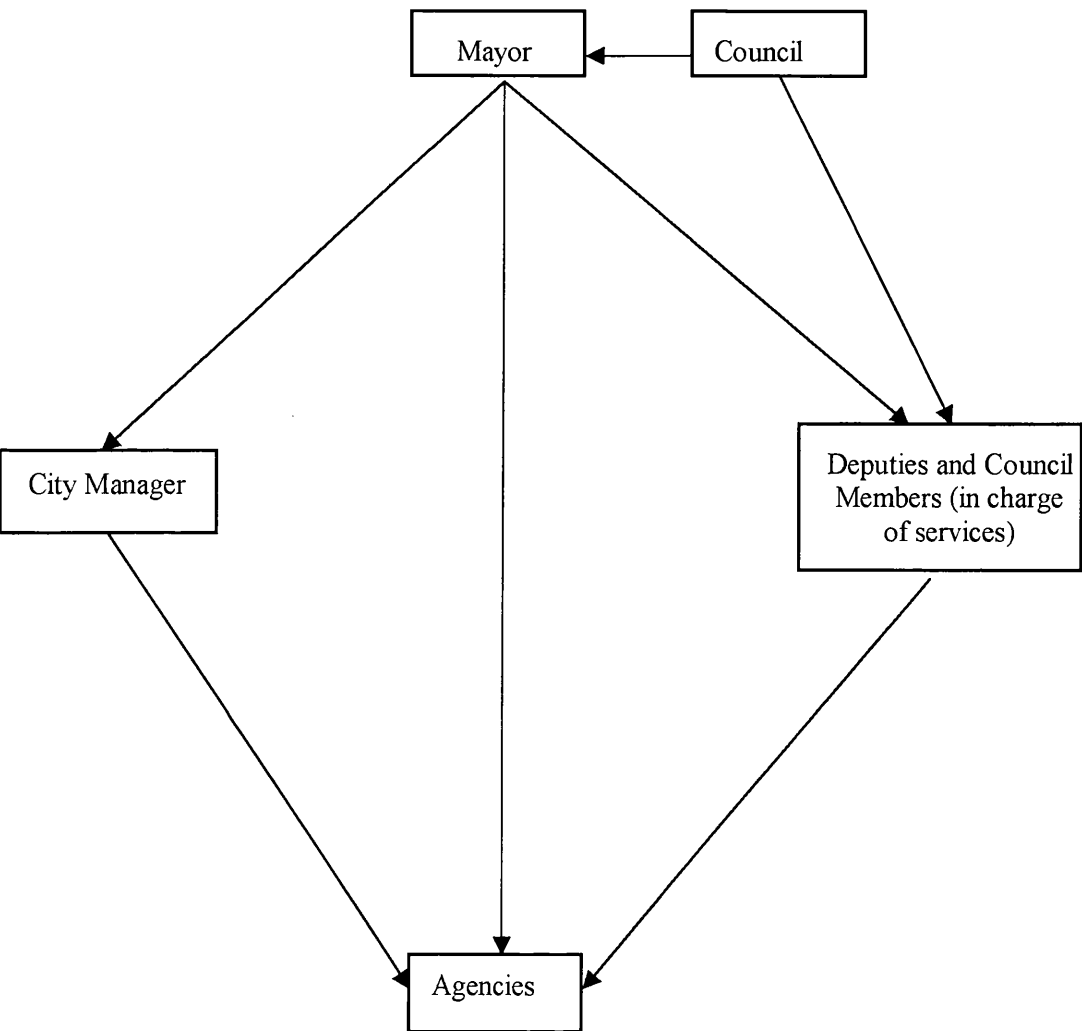 Mayor
Council
City Manager
Deputies and Council
Members (in charge
of services)
Agencies